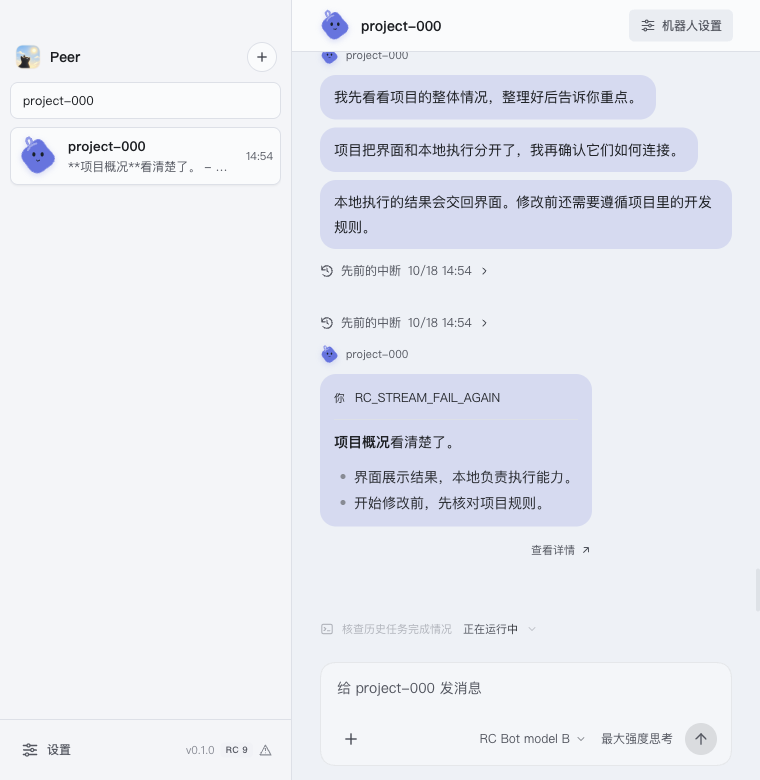 Peer
project-000
project-000
14:54
**项目概况**看清楚了。 – ...
设置
v0.1.0
RC 9
project-000
机器人设置
project-000
我先看看项目的整体情况，整理好后告诉你重点。
项目把界面和本地执行分开了，我再确认它们如何连接。
本地执行的结果会交回界面。修改前还需要遵循项目里的开发
规则。
先前的中断 10/18 14:54
先前的中断 10/18 14:54
project-000
你 RC_STREAM_FAIL_AGAIN
项目概况看清楚了。
界面展示结果，本地负责执行能力。
开始修改前，先核对项目规则。
查看详情
核查历史任务完成情况 正在运行中
给 project-000 发消息
RC Bot model B
最大强度思考